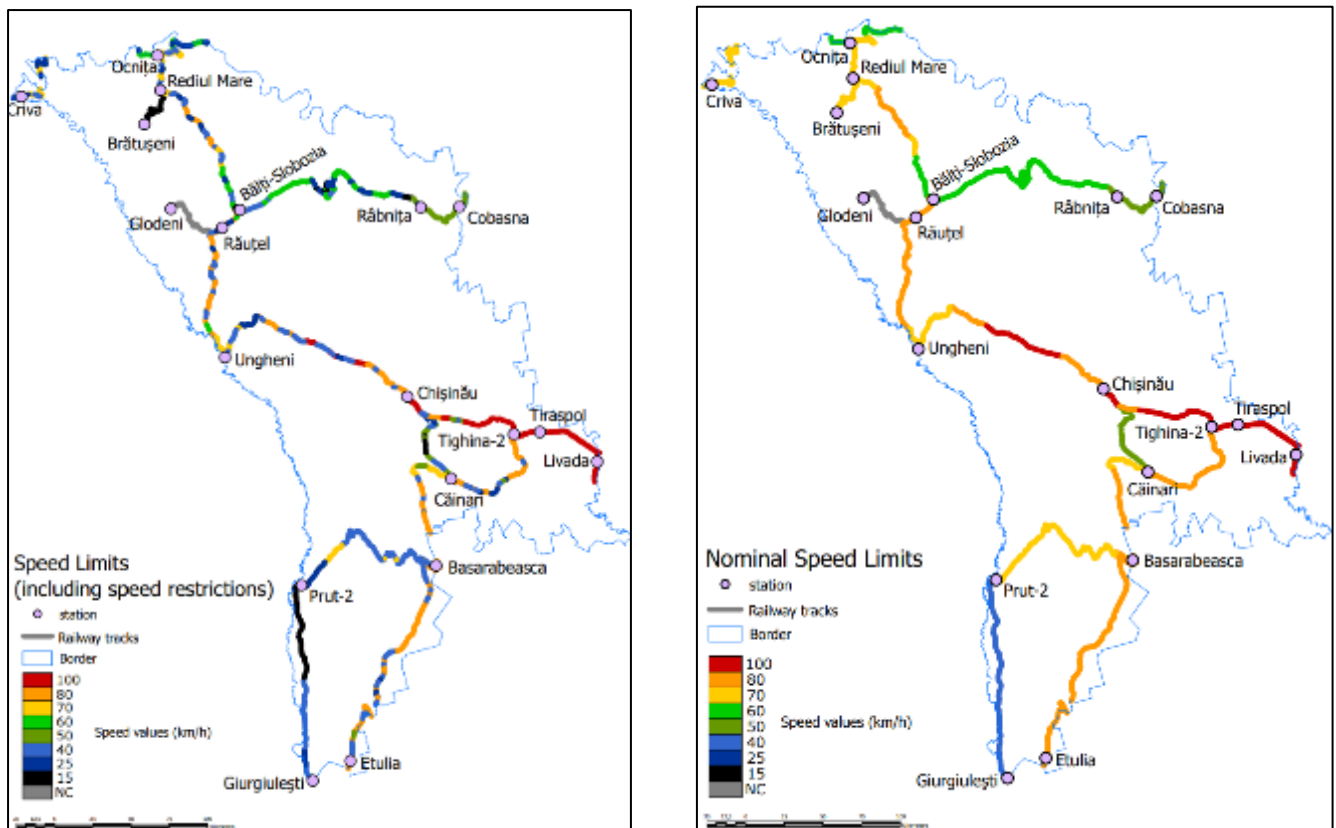 Ocnița
Rediul Mare
Criva
Brătușeni
Bălți-Slobozia
Glodeni
Râbnița
Cobasna
Răuțel
Ungheni
Chișinău
Tiraspol
Tighina-2
Livada
Căinari
Speed Limits
(including speed restrictions)
station
Railway tracks
Border
100
80
70
60
50
40
25
15
NC
Speed values (km/h)
Basarabeasca
Prut-2
Etulia
Giurgiulești
Ocnița
Rediul Mare
Criva
Brătușeni
Bălți-Slobozia
Glodeni
Râbnița
Cobasna
Răuțel
Ungheni
Chișinău
Tiraspol
Tighina-2
Livada
Căinari
Nominal Speed Limits
station
Railway tracks
Border
100
80
70
60
50
40
25
15
NC
Speed values (km/h)
Basarabeasca
Prut-2
Etulia
Giurgiulești